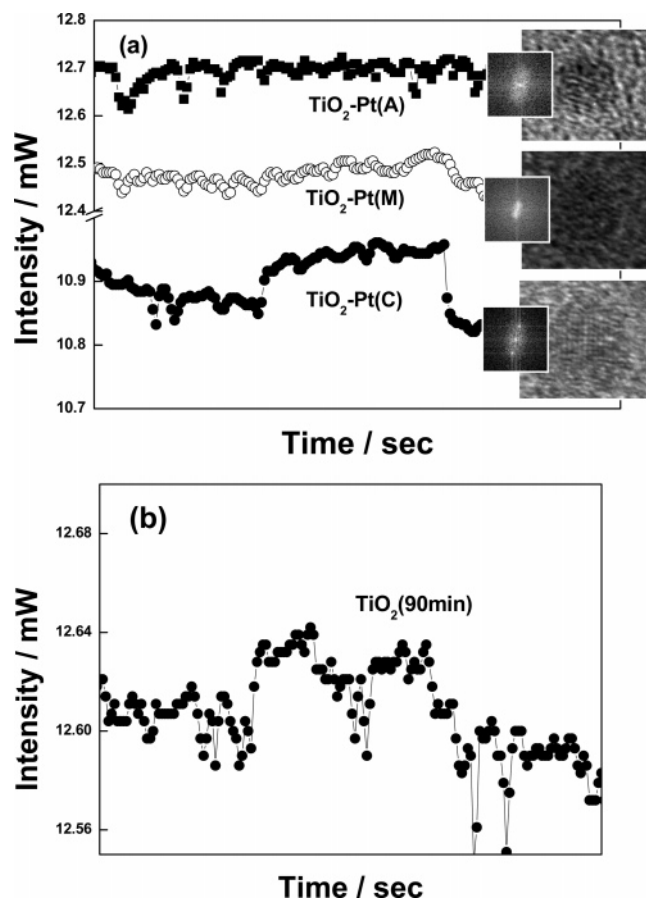 (a)
12.8
12.7
TiO2-Pt(A)
12.5
TiO2-Pt(M)
12.4
10.9
TiO2-Pt(C)
10.8
10.7
Intensity / mW
Time / sec
(b)
12.68
TiO2(90min)
12.64
12.60
12.56
Intensity / mW
Time / sec